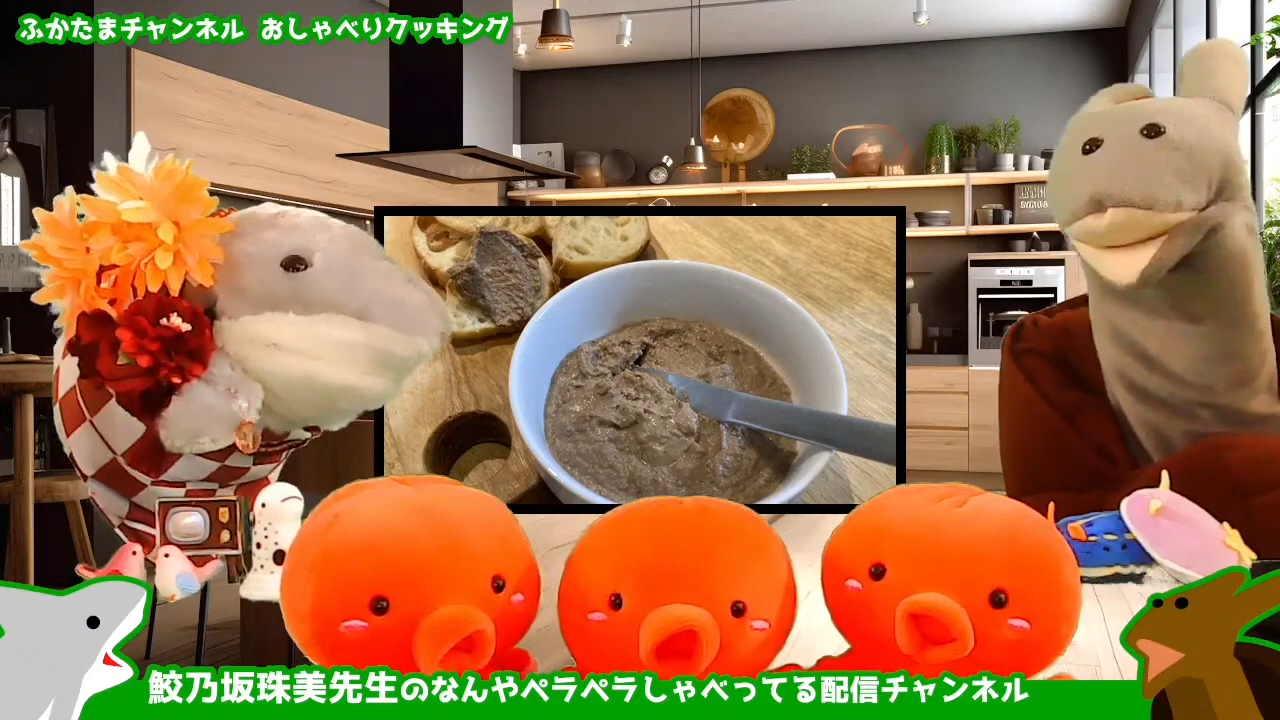 ふかたまチャンネル おしゃべりクッキング
鮫乃坂珠美先生のなんやペラペラしゃべってる配信チャンネル